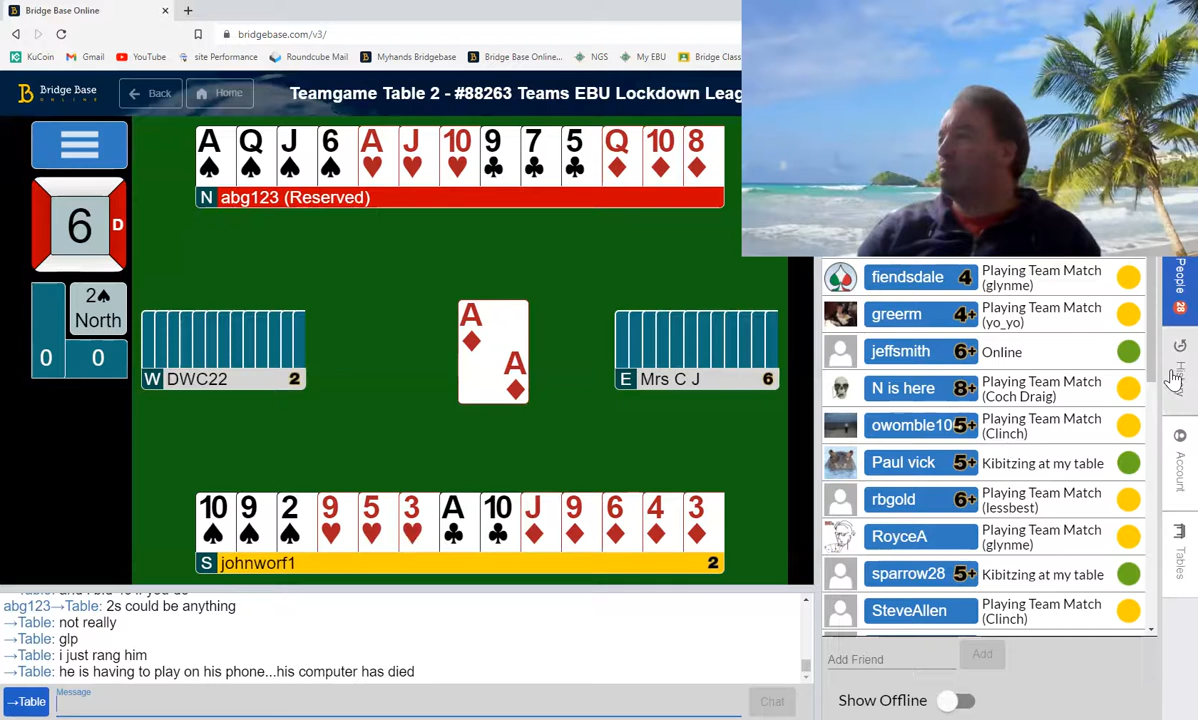 Bridge Base Online
bridgebase.com/v3/
KuCoin Gmail YouTube site Performance Roundcube Mail Myhands Bridgebase Bridge Base Online... NGS My EBU Bridge Class
Bridge Base
ONLINE
Back Home Teamgame Table 2 - #88263 Teams EBU Lockdown Leag
A Q J 6 A J 10 9 7 5 Q 10 8
N abg123 (Reserved)
6 D
2♠
North
0 0
A
A
W DWC22 2
E Mrs C J 6
10 9 2 9 5 3 A 10 J 9 6 4 3
S johnworf1 2
abg123→Table: 2s could be anything
→Table: not really
→Table: glp
→Table: i just rang him
→Table: he is having to play on his phone...his computer has died
→Table Message Chat
fiendsdale 4 Playing Team Match
(glynme)
greerm 4+ Playing Team Match
(yo_yo)
jeffsmith 6+ Online
N is here 8+ Playing Team Match
(Coch Draig)
owomble10 5+ Playing Team Match
(Clinch)
Paul vick 5+ Kibitzing at my table
rbgold 6+ Playing Team Match
(lessbest)
RoyceA Playing Team Match
(glynme)
sparrow28 5+ Kibitzing at my table
SteveAllen Playing Team Match
(Clinch)
Add Friend Add
Show Offline
People 28
Account
Tables